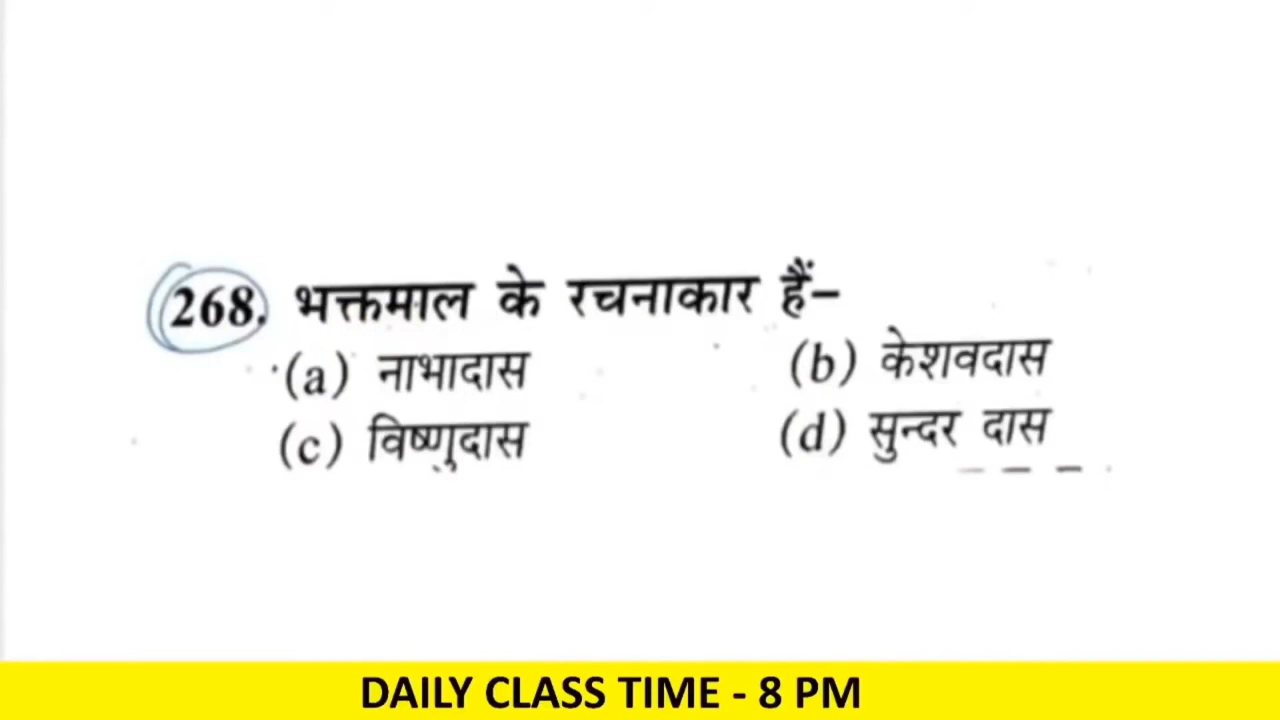 268. भक्तमाल के रचनाकार हैं–
(a) नाभादास (b) केशवदास
(c) विष्णुदास (d) सुन्दर दास
DAILY CLASS TIME - 8 PM